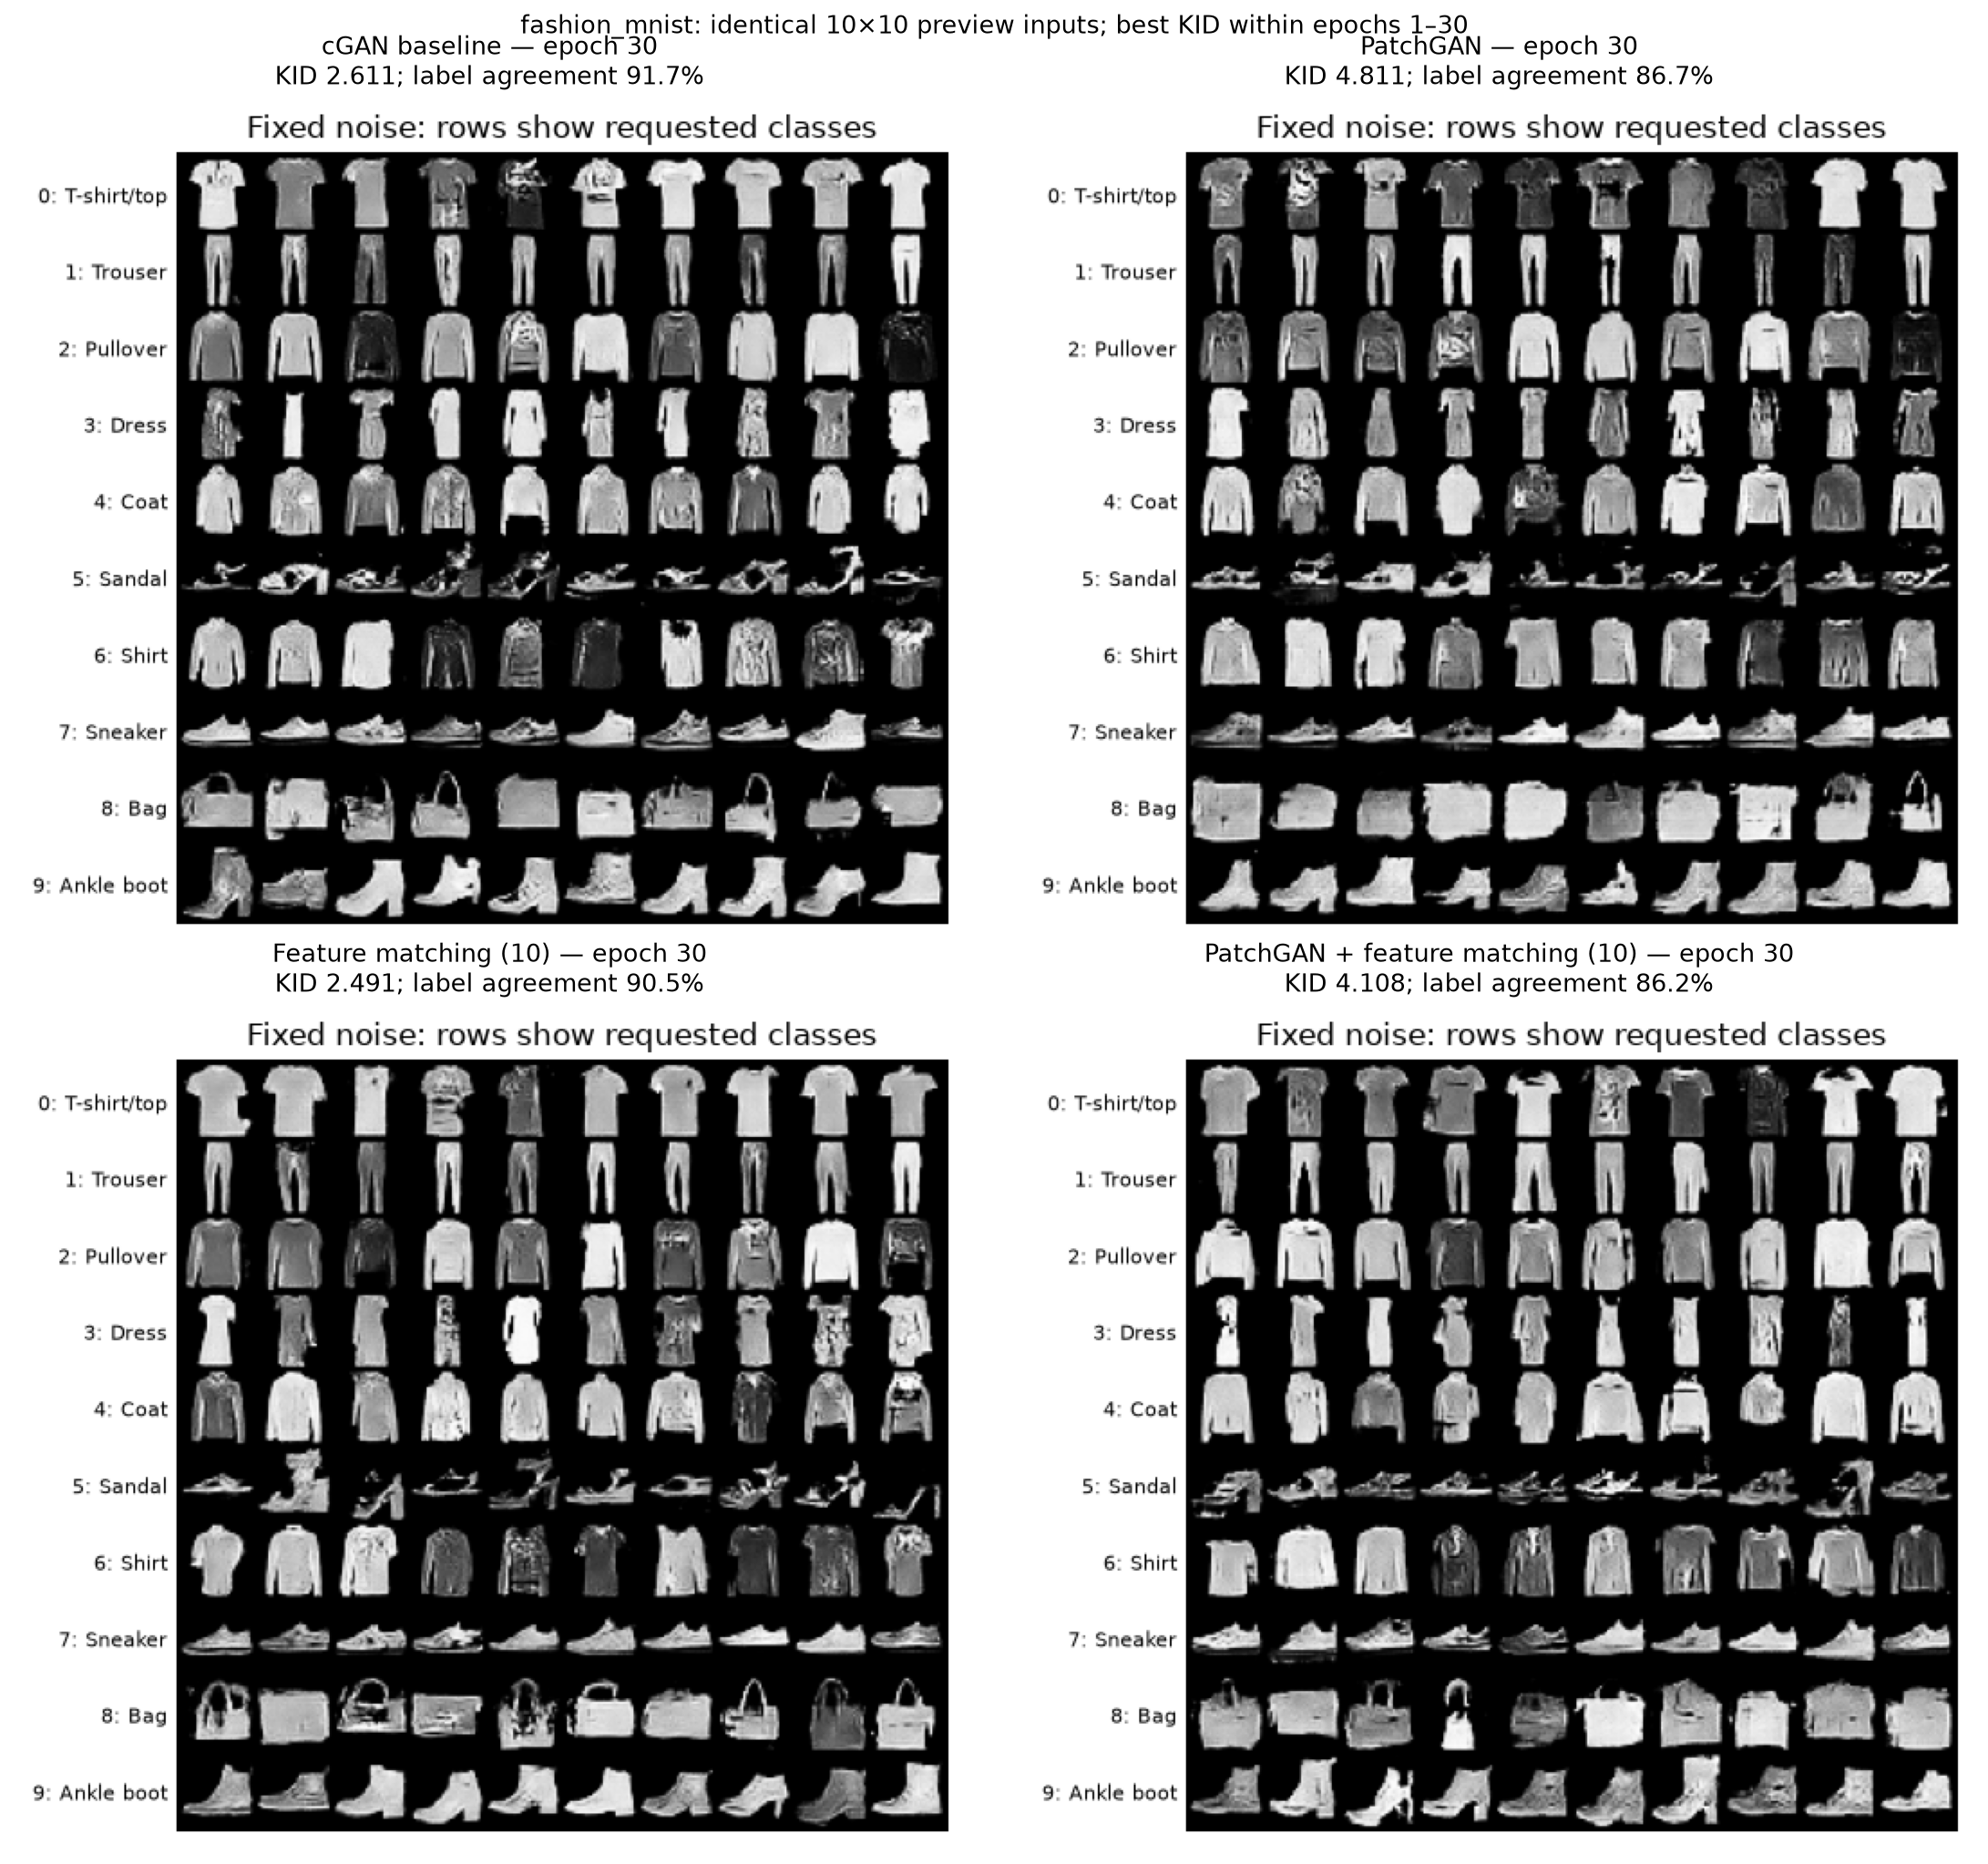 fashion_mnist: identical 10×10 preview inputs; best KID within epochs 1–30
cGAN baseline — epoch 30
KID 2.611; label agreement 91.7%
Fixed noise: rows show requested classes
0: T-shirt/top
1: Trouser
2: Pullover
3: Dress
4: Coat
5: Sandal
6: Shirt
7: Sneaker
8: Bag
9: Ankle boot
PatchGAN — epoch 30
KID 4.811; label agreement 86.7%
Fixed noise: rows show requested classes
0: T-shirt/top
1: Trouser
2: Pullover
3: Dress
4: Coat
5: Sandal
6: Shirt
7: Sneaker
8: Bag
9: Ankle boot
Feature matching (10) — epoch 30
KID 2.491; label agreement 90.5%
Fixed noise: rows show requested classes
0: T-shirt/top
1: Trouser
2: Pullover
3: Dress
4: Coat
5: Sandal
6: Shirt
7: Sneaker
8: Bag
9: Ankle boot
PatchGAN + feature matching (10) — epoch 30
KID 4.108; label agreement 86.2%
Fixed noise: rows show requested classes
0: T-shirt/top
1: Trouser
2: Pullover
3: Dress
4: Coat
5: Sandal
6: Shirt
7: Sneaker
8: Bag
9: Ankle boot